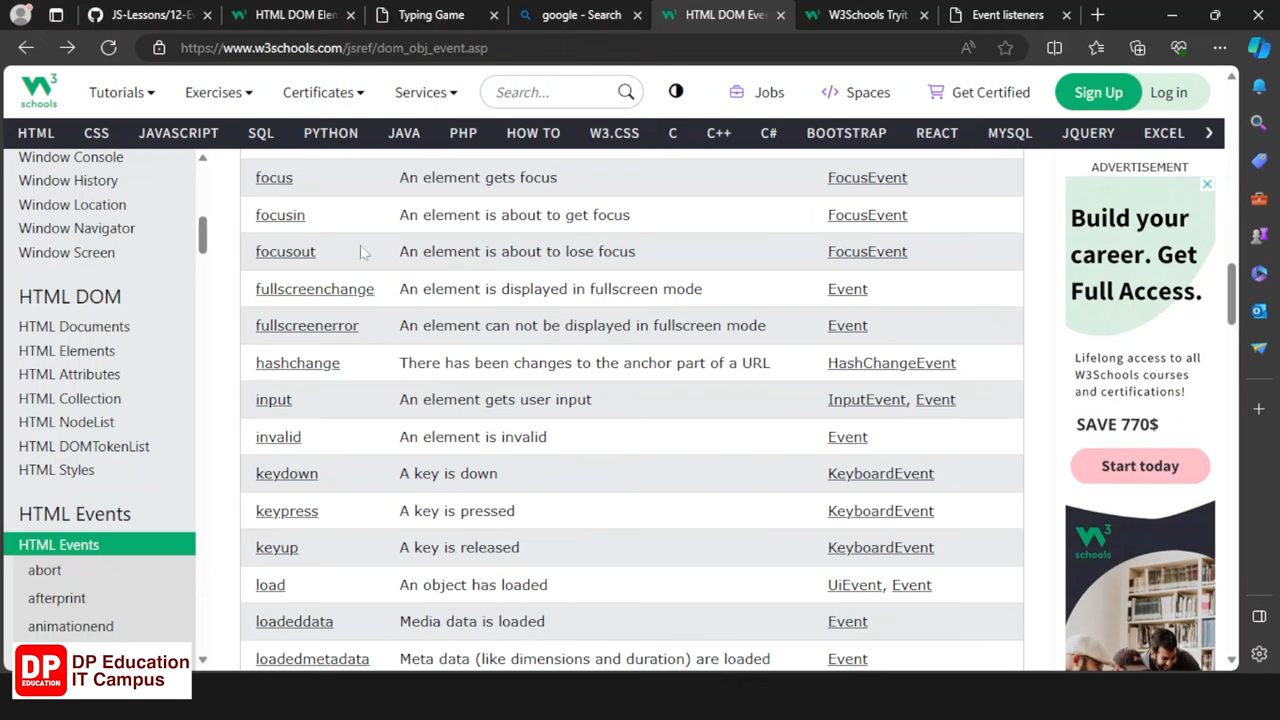 JS-Lessons/12-E
HTML DOM Elen
Typing Game
google - Search
HTML DOM Eve
W3Schools Tryit
Event listeners
https://www.w3schools.com/jsref/dom_obj_event.asp
W3 schools
Tutorials
Exercises
Certificates
Services
Search...
Jobs
Spaces
Get Certified
Sign Up
Log in
HTML CSS JAVASCRIPT SQL PYTHON JAVA PHP HOW TO W3.CSS C C++ C# BOOTSTRAP REACT MYSQL JQUERY EXCEL
Window Console
Window History
Window Location
Window Navigator
Window Screen
HTML DOM
HTML Documents
HTML Elements
HTML Attributes
HTML Collection
HTML NodeList
HTML DOMTokenList
HTML Styles
HTML Events
HTML Events
abort
afterprint
animationend
focus An element gets focus FocusEvent
focusin An element is about to get focus FocusEvent
focusout An element is about to lose focus FocusEvent
fullscreenchange An element is displayed in fullscreen mode Event
fullscreenerror An element can not be displayed in fullscreen mode Event
hashchange There has been changes to the anchor part of a URL HashChangeEvent
input An element gets user input InputEvent, Event
invalid An element is invalid Event
keydown A key is down KeyboardEvent
keypress A key is pressed KeyboardEvent
keyup A key is released KeyboardEvent
load An object has loaded UiEvent, Event
loadeddata Media data is loaded Event
loadedmetadata Meta data (like dimensions and duration) are loaded Event
ADVERTISEMENT
Build your
career. Get
Full Access.
Lifelong access to all
W3Schools courses
and certifications!
SAVE 770$
Start today
W3 schools
DP EDUCATION
DP Education
IT Campus